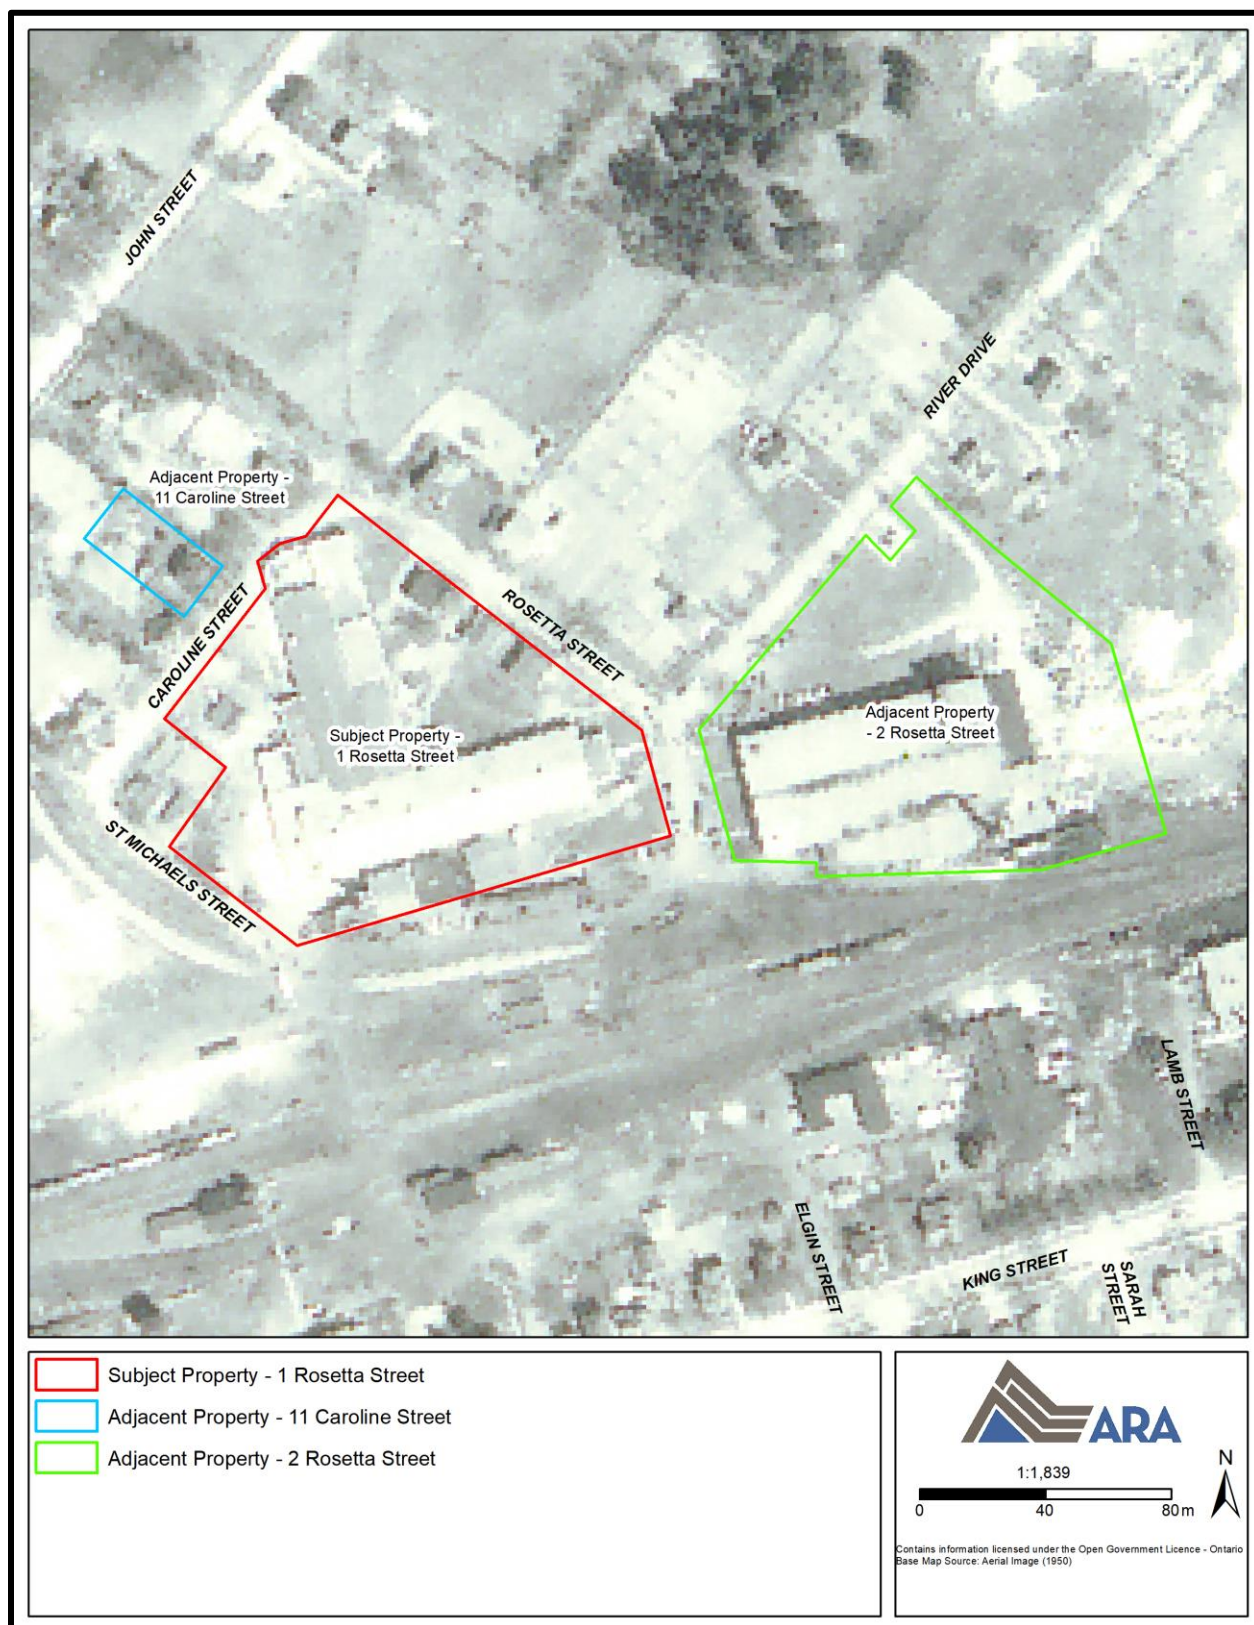 JOHN STREET
RIVER DRIVE
Adjacent Property -
11 Caroline Street
ROSETTA STREET
CAROLINE STREET
Subject Property -
1 Rosetta Street
Adjacent Property
- 2 Rosetta Street
ST MICHAELS STREET
LAMB STREET
ELGIN STREET
KING STREET
SARAH
STREET
Subject Property - 1 Rosetta Street
Adjacent Property - 11 Caroline Street
Adjacent Property - 2 Rosetta Street
ARA
N
1:1,839
0 40 80 m
Contains information licensed under the Open Government Licence - Ontario
Base Map Source: Aerial Image (1950)